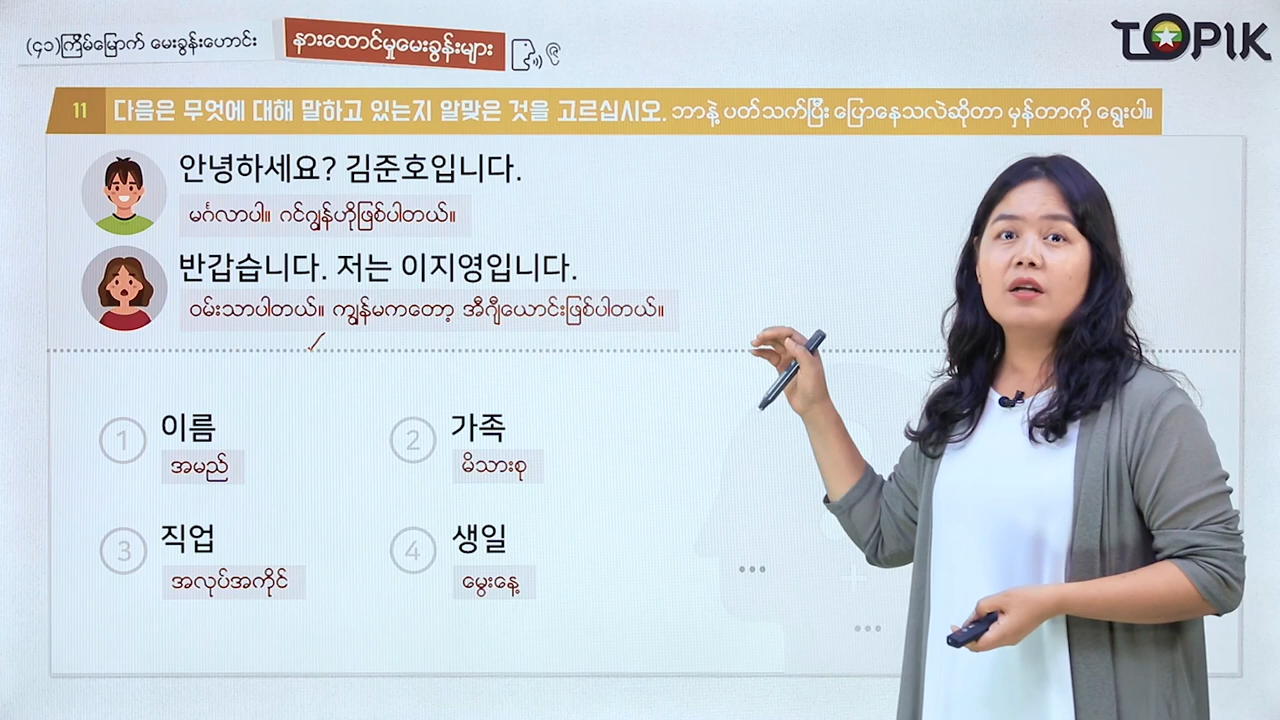 (၄၁)ကြိမ်မြောက် မေးခွန်းဟောင်း
နားထောင်မှုမေးခွန်းများ
TOPIK
11 다음은 무엇에 대해 말하고 있는지 알맞은 것을 고르십시오. ဘာနဲ့ ပတ်သက်ပြီး ပြောနေသလဲဆိုတာ မှန်တာကို ရွေးပါ။
안녕하세요? 김준호입니다.
မင်္ဂလာပါ။ ဂင်ဂျွန်ဟိုဖြစ်ပါတယ်။
반갑습니다. 저는 이지영입니다.
ဝမ်းသာပါတယ်။ ကျွန်မကတော့ အီဂျီယောင်းဖြစ်ပါတယ်။
1 이름
အမည်
2 가족
မိသားစု
3 직업
အလုပ်အကိုင်
4 생일
မွေးနေ့